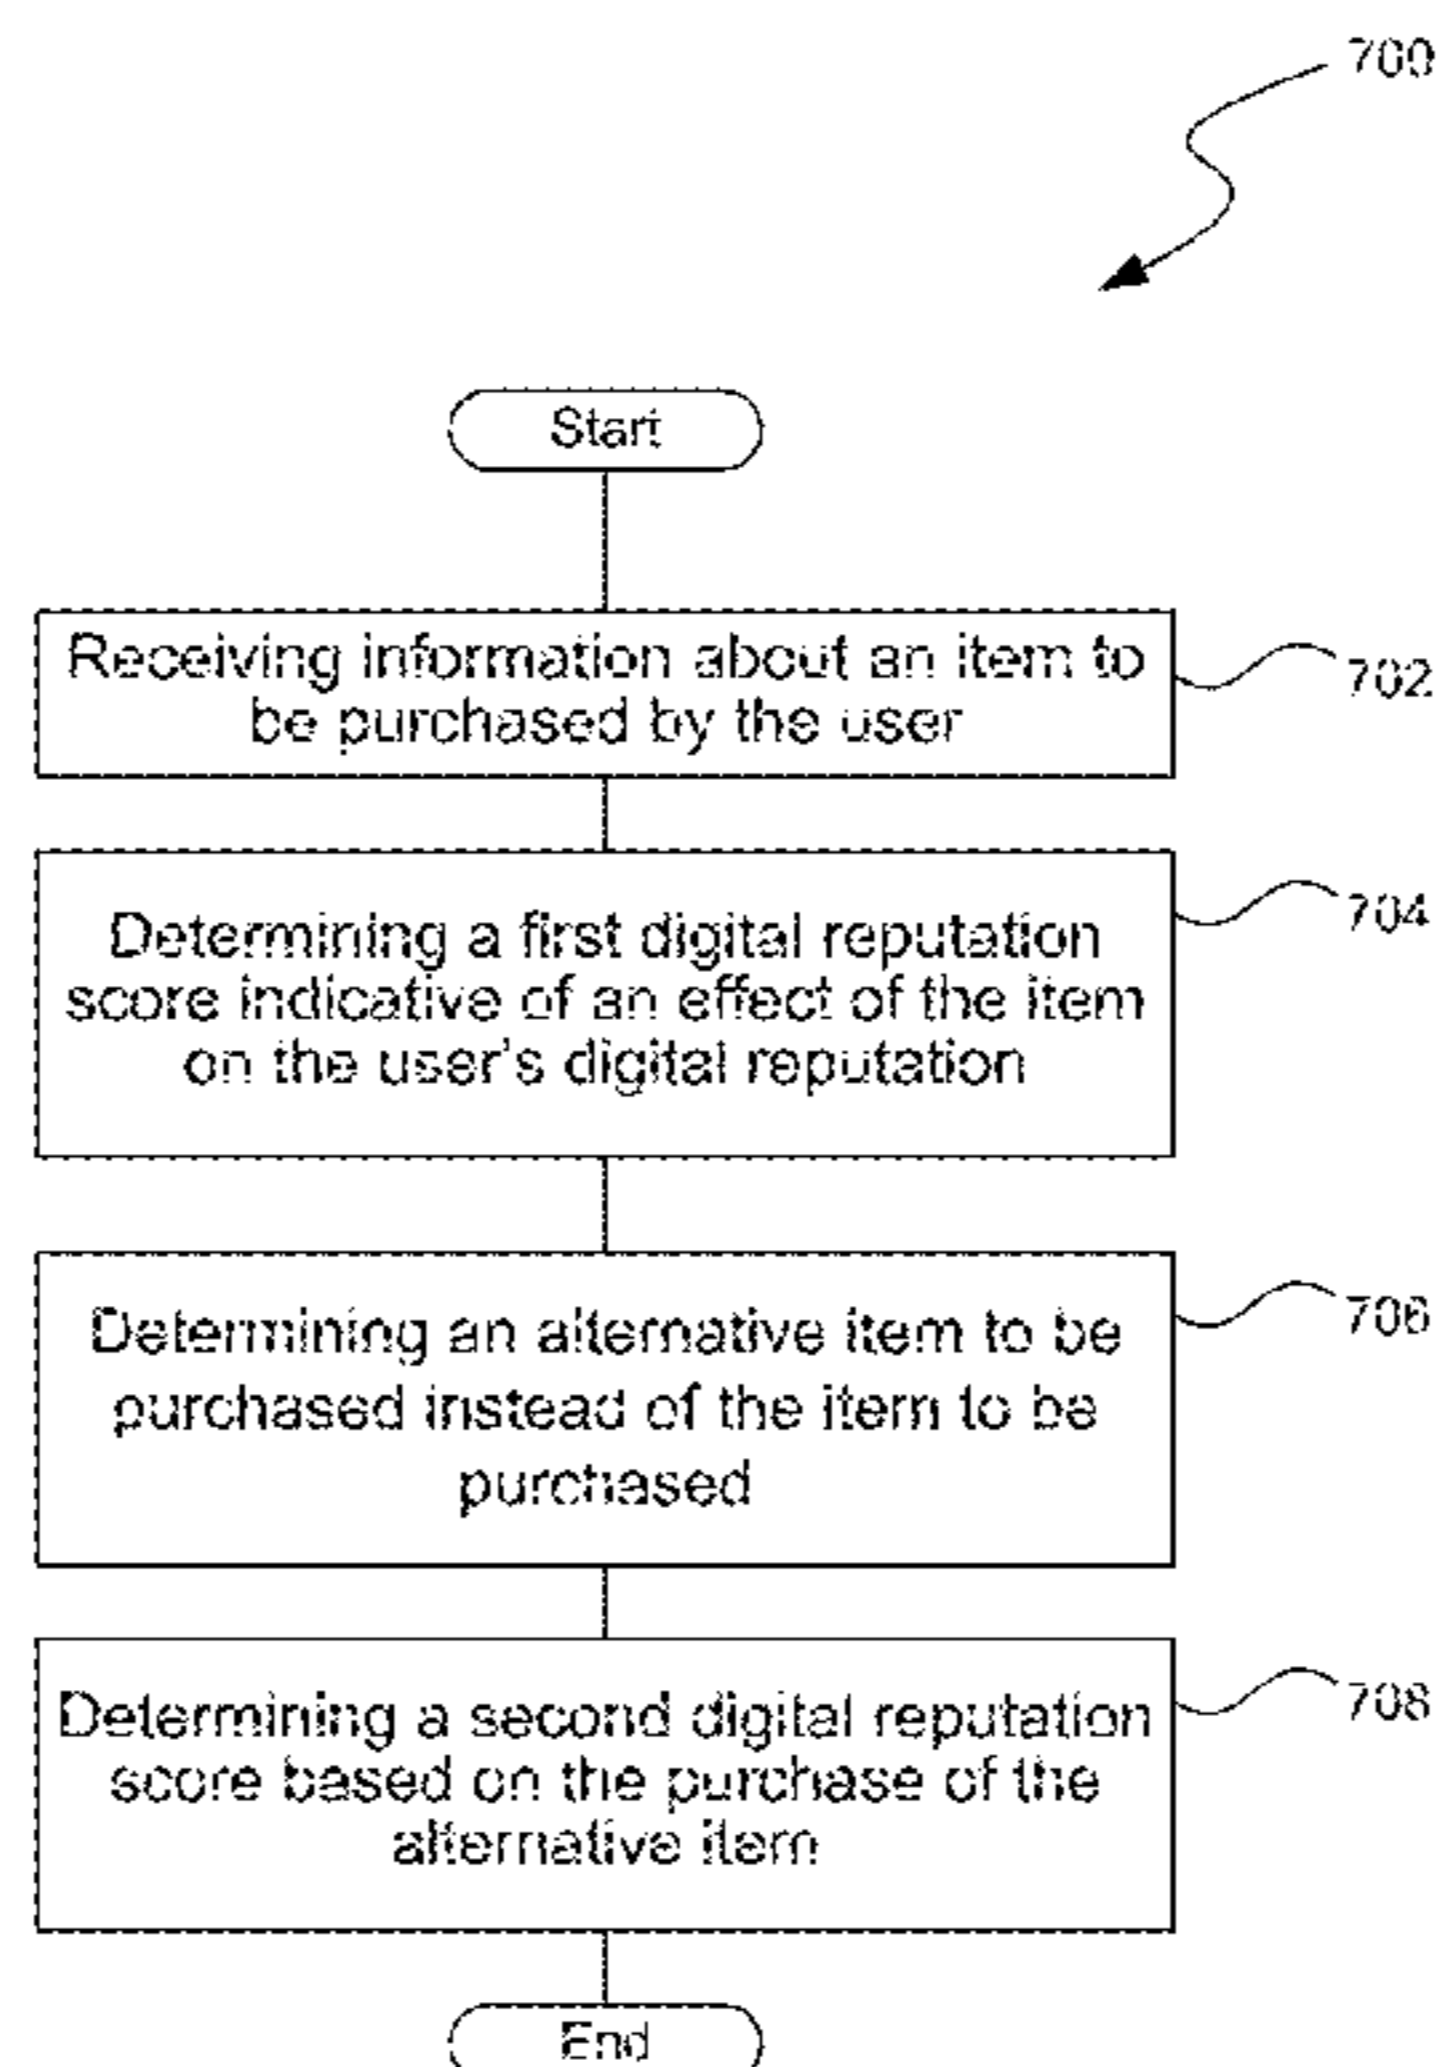 700
Start
Receiving information about an item to
be purchased by the user
702
Determining a first digital reputation
score indicative of an effect of the item
on the user's digital reputation
704
Determining an alternative item to be
purchased instead of the item to be
purchased
706
Determining a second digital reputation
score based on the purchase of the
alternative item
708
End